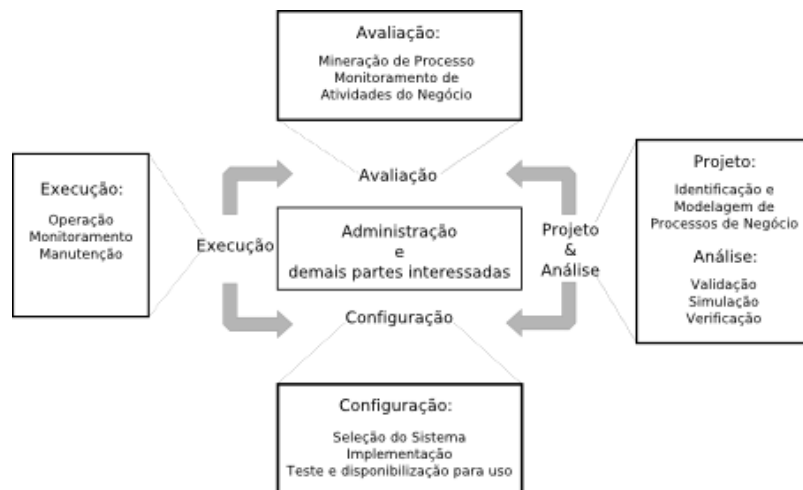 Avaliação:
Mineração de Processo
Monitoramento de
Atividades do Negócio
Execução:
Operação
Monitoramento
Manutenção
Avaliação
Execução
Administração
e
demais partes interessadas
Projeto
&
Análise
Configuração
Projeto:
Identificação e
Modelagem de
Processos de Negócio
Análise:
Validação
Simulação
Verificação
Configuração:
Seleção do Sistema
Implementação
Teste e disponibilização para uso